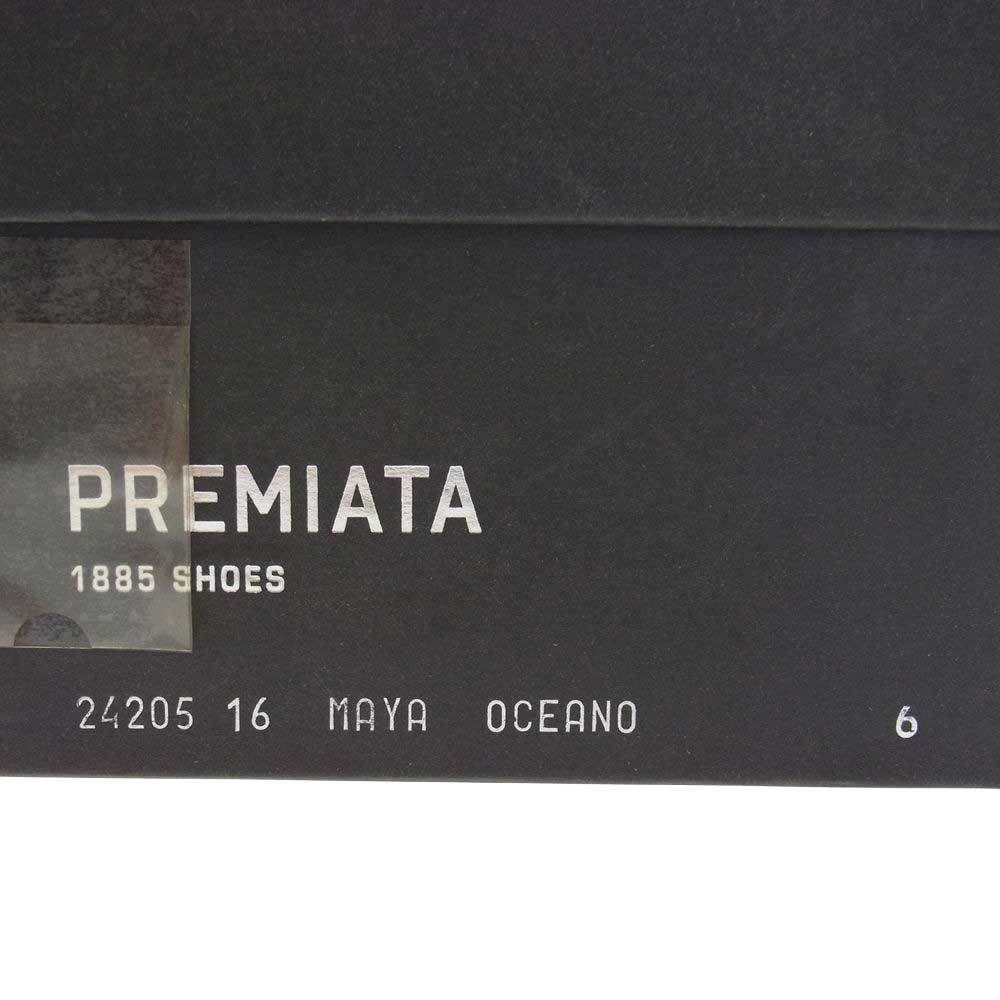 PREMIATA
1885 SHOES
24205 16 MAYA OCEANO 6